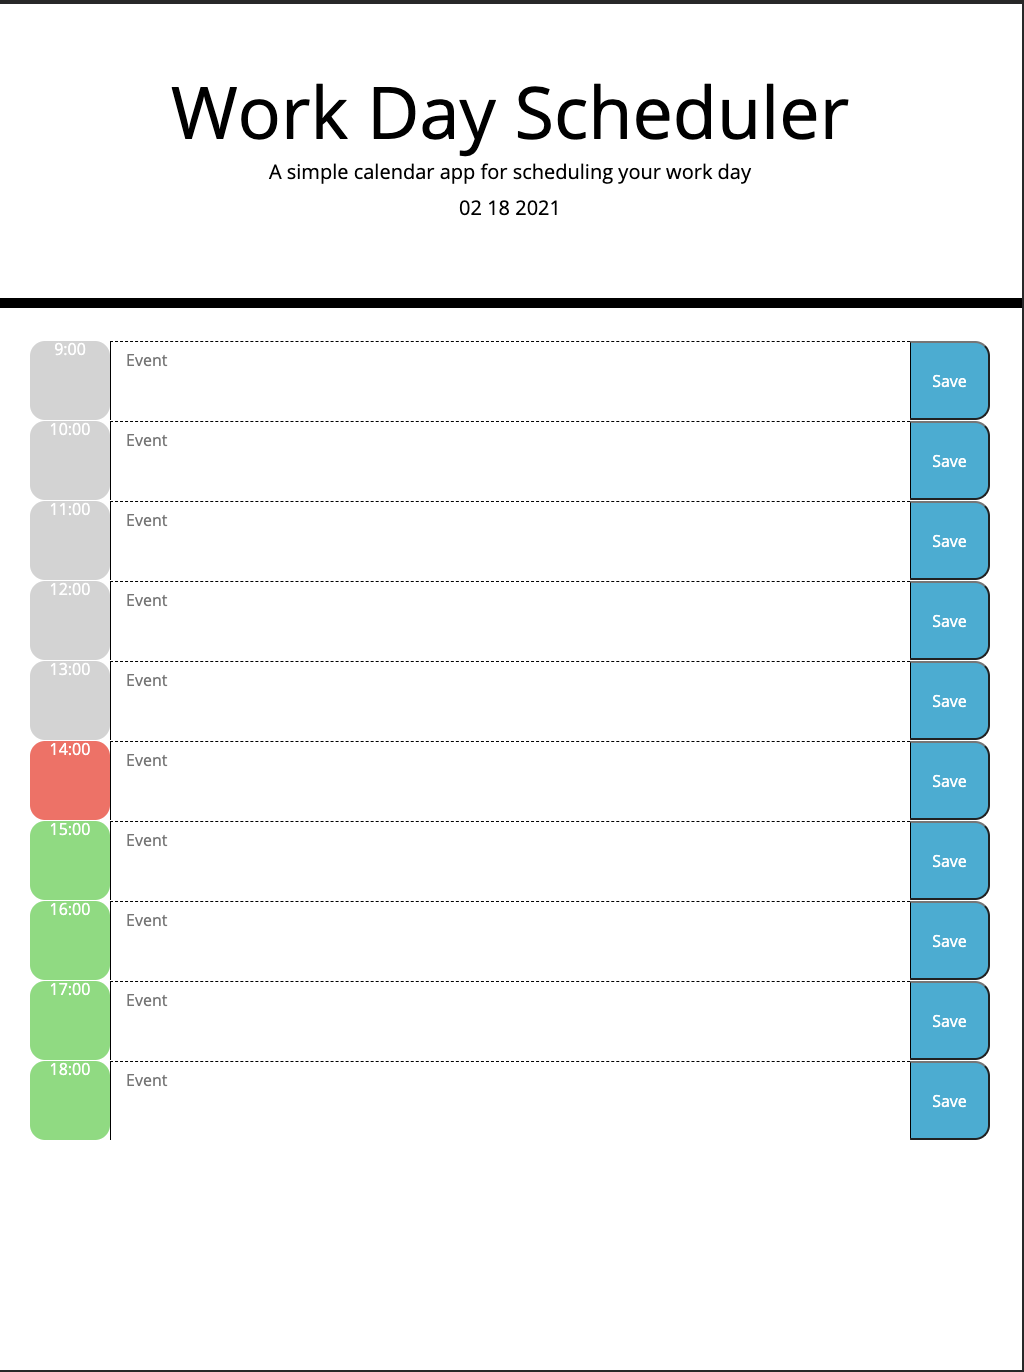 Work Day Scheduler
A simple calendar app for scheduling your work day
02 18 2021
9:00 Event Save
10:00 Event Save
11:00 Event Save
12:00 Event Save
13:00 Event Save
14:00 Event Save
15:00 Event Save
16:00 Event Save
17:00 Event Save
18:00 Event Save